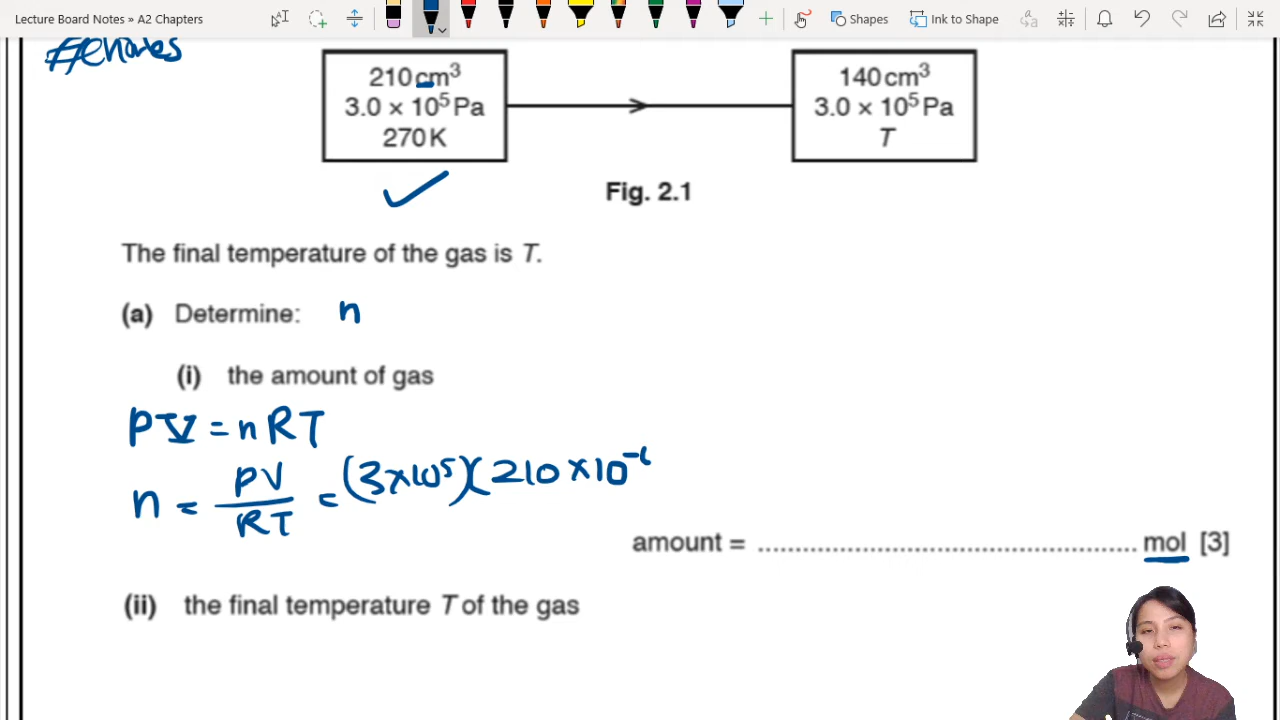 Lecture Board Notes » A2 Chapters
Shapes
Ink to Shape
210 cm³
3.0 × 10⁵ Pa
270 K
140 cm³
3.0 × 10⁵ Pa
T
Fig. 2.1
The final temperature of the gas is T.
(a) Determine: n
(i) the amount of gas
PV = nRT
n = PV/RT = (3×10⁵)(210×10⁻⁶
amount = ........................................................ mol [3]
(ii) the final temperature T of the gas